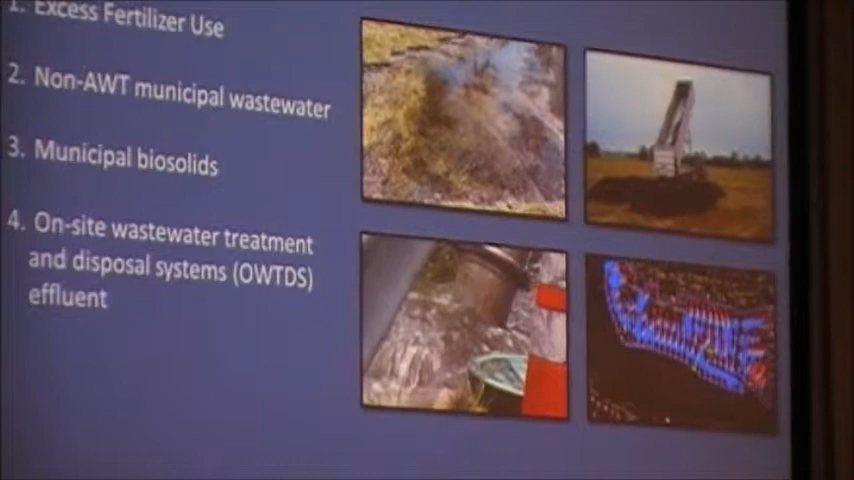 1. Excess Fertilizer Use
2. Non-AWT municipal wastewater
3. Municipal biosolids
4. On-site wastewater treatment
and disposal systems (OWTDS)
effluent